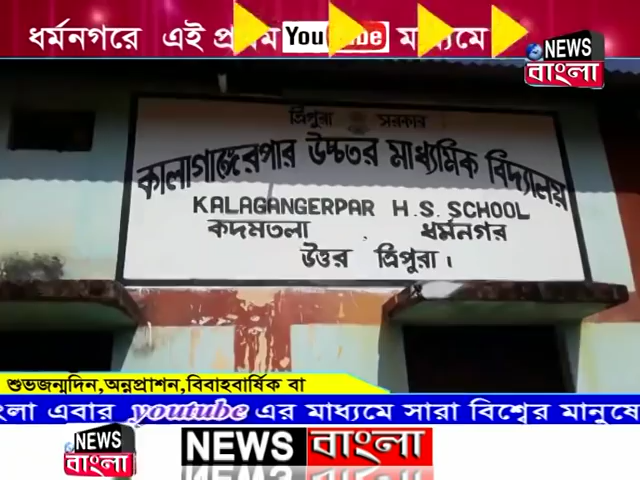 ধর্মনগরে এই প্রথম YouTube মাধ্যমে
NEWS
বাংলা
ত্রিপুরা সরকার
কালাগাঙ্গেরপার উচ্চতর মাধ্যমিক বিদ্যালয়
KALAGANGERPAR H.S. SCHOOL
কদমতলা , ধর্মনগর
উত্তর ত্রিপুরা।
শুভজন্মদিন,অন্নপ্রাশন,বিবাহবার্ষিক বা
ংলা এবার youtube এর মাধ্যমে সারা বিশ্বের মানুষে
NEWS
বাংলা
NEWS বাংলা